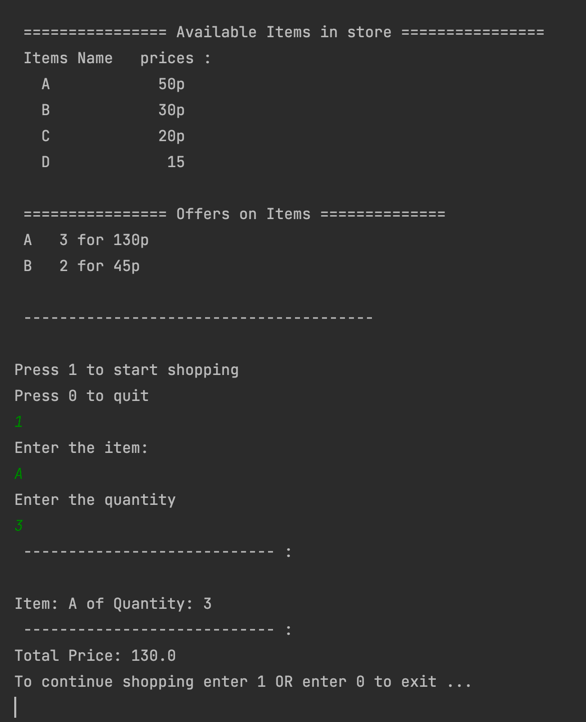 ================ Available Items in store ================
Items Name   prices :
A            50p
B            30p
C            20p
D             15
================ Offers on Items ==============
A   3 for 130p
B   2 for 45p
---------------------------------------
Press 1 to start shopping
Press 0 to quit
1
Enter the item:
A
Enter the quantity
3
---------------------------- :
Item: A of Quantity: 3
---------------------------- :
Total Price: 130.0
To continue shopping enter 1 OR enter 0 to exit ...